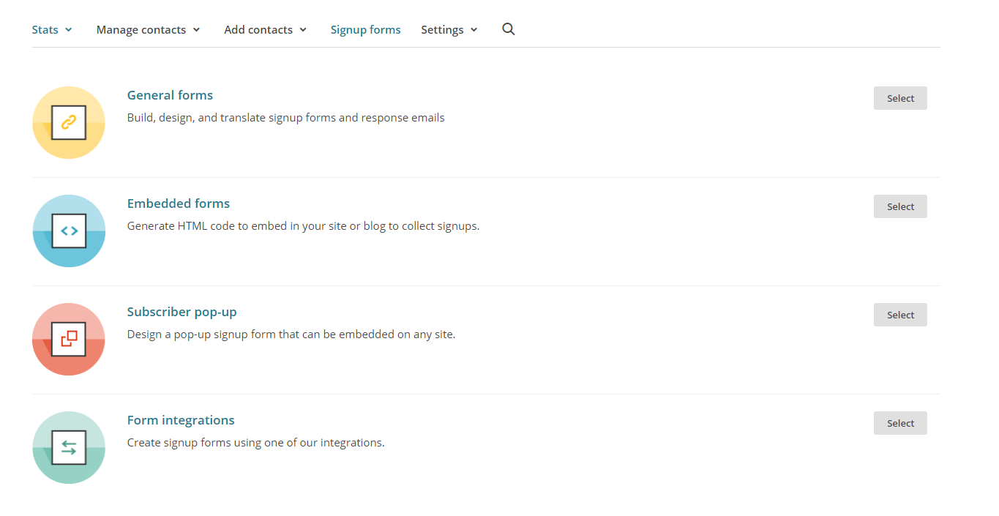 Stats Manage contacts Add contacts Signup forms Settings
General forms
Select
Build, design, and translate signup forms and response emails
Embedded forms
Select
Generate HTML code to embed in your site or blog to collect signups.
Subscriber pop-up
Select
Design a pop-up signup form that can be embedded on any site.
Form integrations
Select
Create signup forms using one of our integrations.